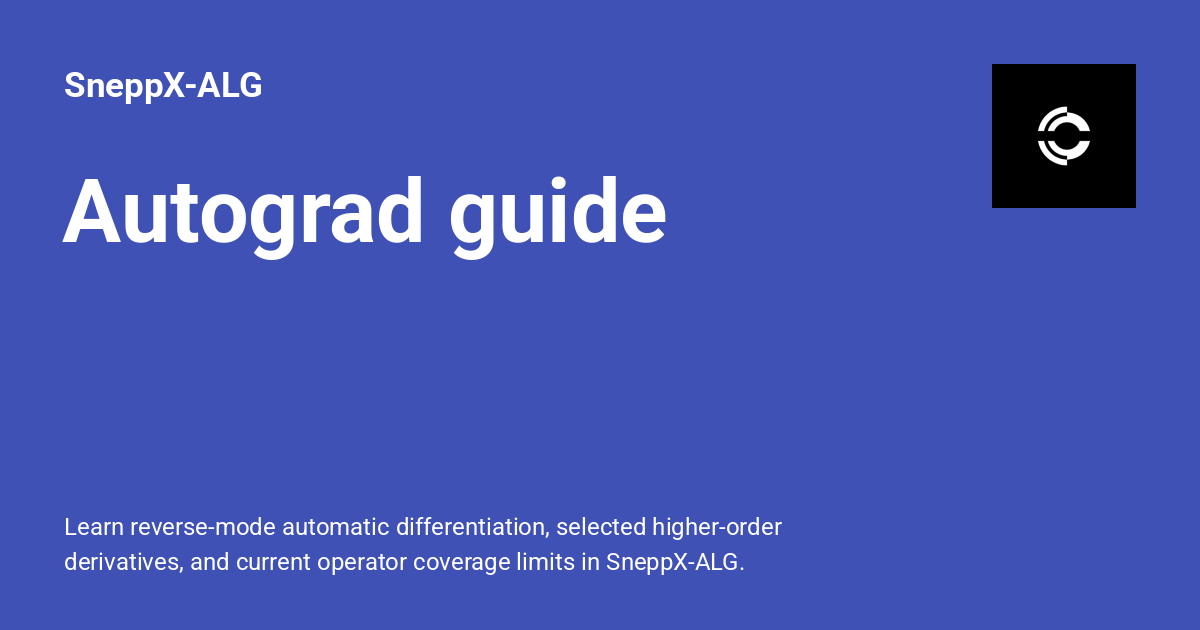 SneppX-ALG
Autograd guide
Learn reverse-mode automatic differentiation, selected higher-order
derivatives, and current operator coverage limits in SneppX-ALG.